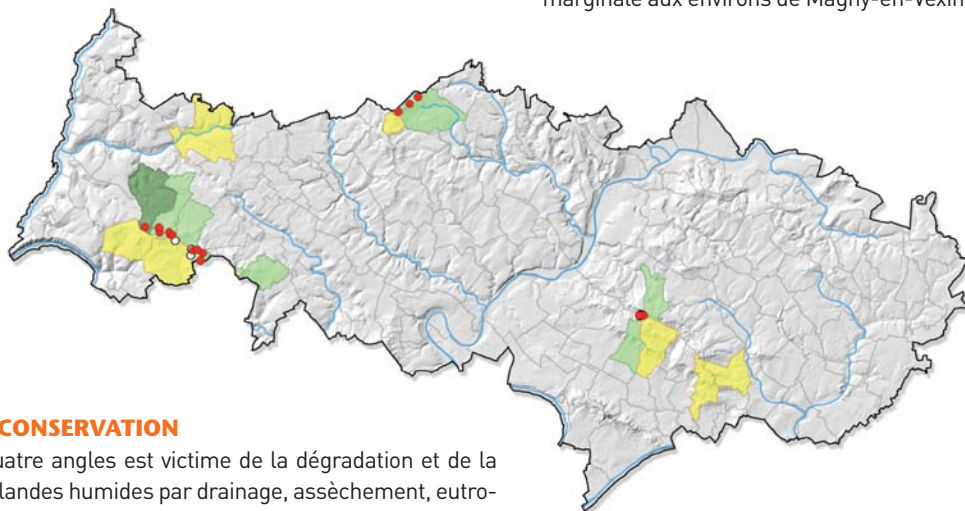 marginale aux environs de Magny-en-Vexin
CONSERVATION
uatre angles est victime de la dégradation et de la
landes humides par drainage, assèchement, eutro-